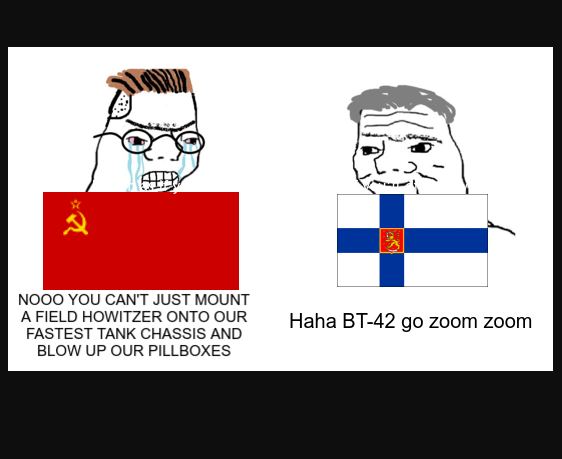 NOOO YOU CAN'T JUST MOUNT
A FIELD HOWITZER ONTO OUR
FASTEST TANK CHASSIS AND
BLOW UP OUR PILLBOXES
Haha BT-42 go zoom zoom